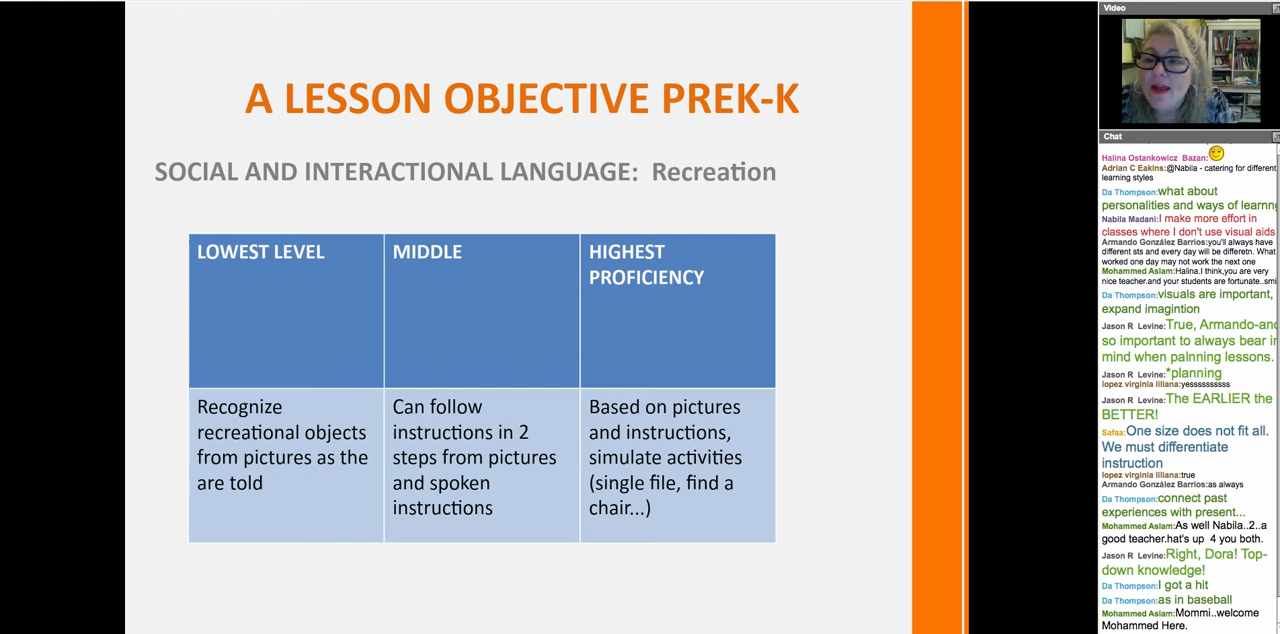 A LESSON OBJECTIVE PREK-K
SOCIAL AND INTERACTIONAL LANGUAGE:  Recreation
LOWEST LEVEL
MIDDLE
HIGHEST
PROFICIENCY
Recognize
recreational objects
from pictures as the
are told
Can follow
instructions in 2
steps from pictures
and spoken
instructions
Based on pictures
and instructions,
simulate activities
(single file, find a
chair...)
Video
Chat
Halina Ostankowicz Bazan:
Adrian C Eakins:@Nabila - catering for different
learning styles
Da Thompson:what about
personalities and ways of learnng
Nabila Madani:I make more effort in
classes where I don't use visual aids
Armando González Barrios:you'll always have
different sts and every day will be differetn. What
worked one day may not work the next one
Mohammed Aslam:Halina.I think,you are very
nice teacher.and your students are fortunate..smi
Da Thompson:visuals are important,
expand imagintion
Jason R Levine:True, Armando-and
so important to always bear in
mind when palnning lessons.
Jason R Levine:*planning
lopez virginia liliana:yesssssssssss
Jason R Levine:The EARLIER the
BETTER!
Safaa:One size does not fit all.
We must differentiate
instruction
lopez virginia liliana:true
Armando González Barrios:as always
Da Thompson:connect past
experiences with present...
Mohammed Aslam:As well Nabila..2..a
good teacher.hat's up 4 you both.
Jason R Levine:Right, Dora! Top-
down knowledge!
Da Thompson:I got a hit
Da Thompson:as in baseball
Mohammed Aslam:Mommi..welcome
Mohammed Here.